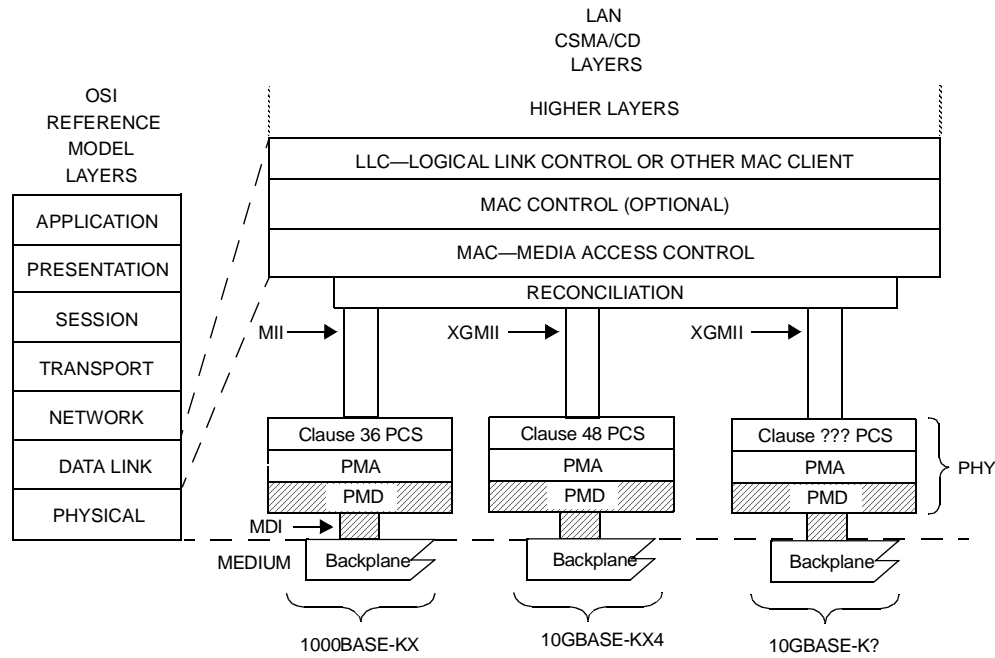 LAN
CSMA/CD
LAYERS
OSI
REFERENCE
MODEL
LAYERS
HIGHER LAYERS
LLC—LOGICAL LINK CONTROL OR OTHER MAC CLIENT
MAC CONTROL (OPTIONAL)
MAC—MEDIA ACCESS CONTROL
RECONCILIATION
APPLICATION
PRESENTATION
SESSION
TRANSPORT
NETWORK
DATA LINK
PHYSICAL
MII
XGMII
XGMII
Clause 36 PCS
PMA
PMD
Clause 48 PCS
PMA
PMD
Clause ??? PCS
PMA
PMD
PHY
MDI
MEDIUM
Backplane
Backplane
Backplane
1000BASE-KX
10GBASE-KX4
10GBASE-K?